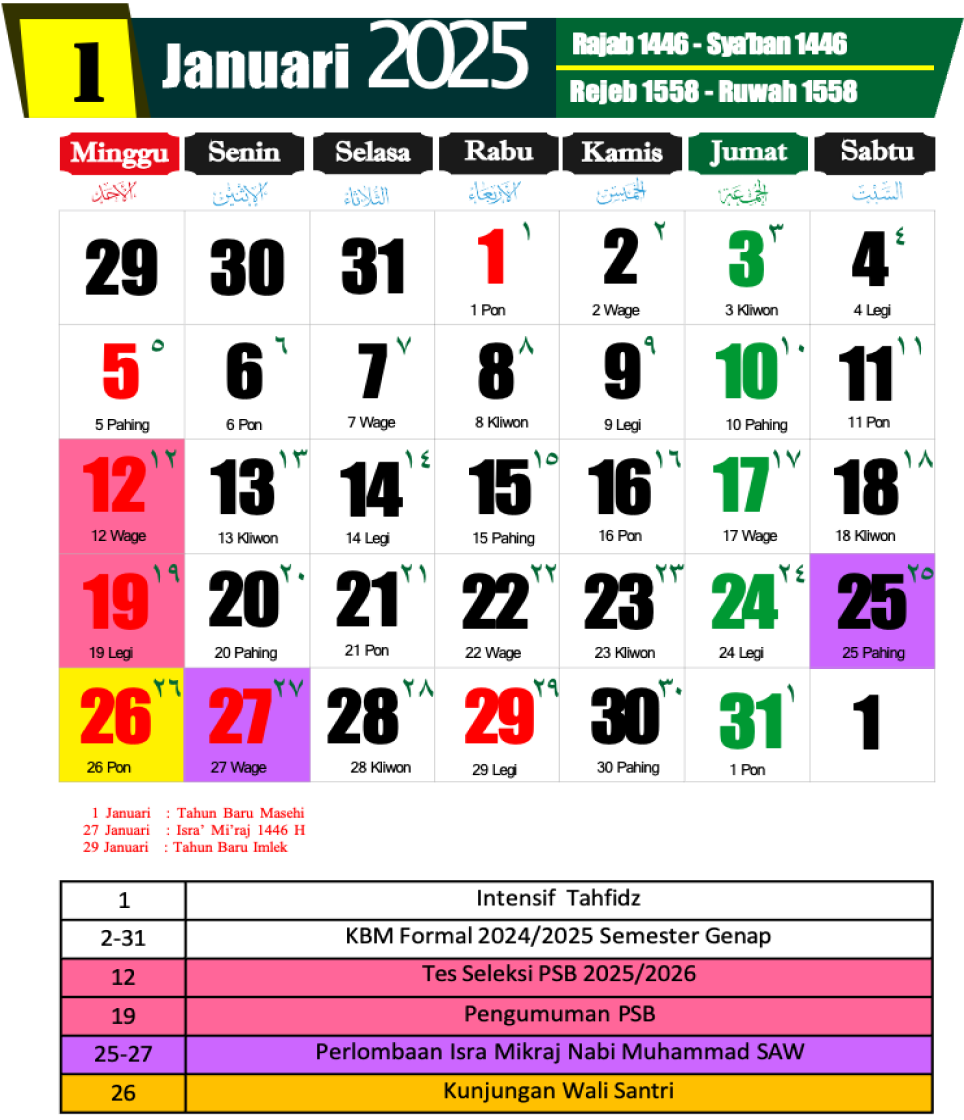 1
Januari 2025
Rajab 1446 - Sya'ban 1446
Rejeb 1558 - Ruwah 1558
Minggu Senin Selasa Rabu Kamis Jumat Sabtu
الأحد الإثنين الثلاثاء الأربعاء الخميس الجمعة السبت
29 30 31 1 ١ 2 ٢ 3 ٣ 4 ٤
1 Pon 2 Wage 3 Kliwon 4 Legi
5 ٥ 6 ٦ 7 ٧ 8 ٨ 9 ٩ 10 ١٠ 11 ١١
5 Pahing 6 Pon 7 Wage 8 Kliwon 9 Legi 10 Pahing 11 Pon
12 ١٢ 13 ١٣ 14 ١٤ 15 ١٥ 16 ١٦ 17 ١٧ 18 ١٨
12 Wage 13 Kliwon 14 Legi 15 Pahing 16 Pon 17 Wage 18 Kliwon
19 ١٩ 20 ٢٠ 21 ٢١ 22 ٢٢ 23 ٢٣ 24 ٢٤ 25 ٢٥
19 Legi 20 Pahing 21 Pon 22 Wage 23 Kliwon 24 Legi 25 Pahing
26 ٢٦ 27 ٢٧ 28 ٢٨ 29 ٢٩ 30 ٣٠ 31 ١ 1
26 Pon 27 Wage 28 Kliwon 29 Legi 30 Pahing 1 Pon
1 Januari : Tahun Baru Masehi
27 Januari : Isra' Mi'raj 1446 H
29 Januari : Tahun Baru Imlek
1 Intensif Tahfidz
2-31 KBM Formal 2024/2025 Semester Genap
12 Tes Seleksi PSB 2025/2026
19 Pengumuman PSB
25-27 Perlombaan Isra Mikraj Nabi Muhammad SAW
26 Kunjungan Wali Santri